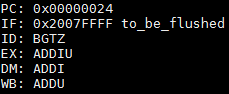 PC: 0x00000024
IF: 0x2007FFFF to_be_flushed
ID: BGTZ
EX: ADDIU
DM: ADDI
WB: ADDU